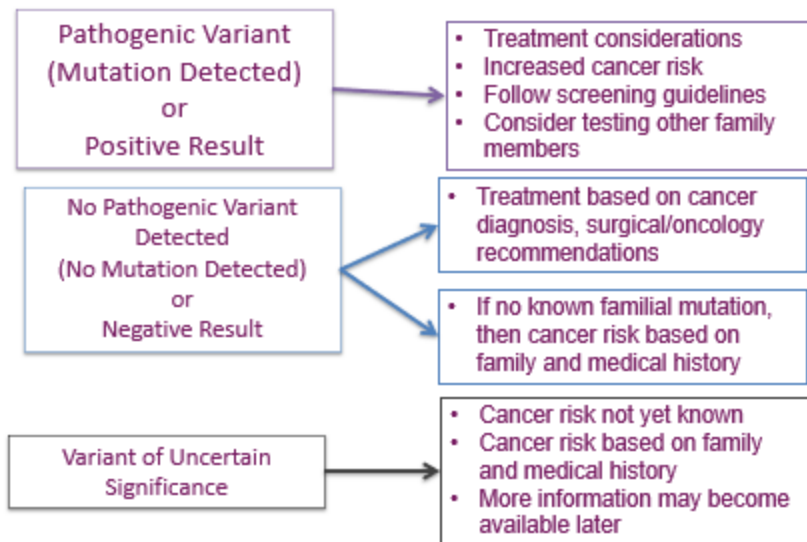 Pathogenic Variant
(Mutation Detected)
or
Positive Result
• Treatment considerations
• Increased cancer risk
• Follow screening guidelines
• Consider testing other family
members
No Pathogenic Variant
Detected
(No Mutation Detected)
or
Negative Result
• Treatment based on cancer
diagnosis, surgical/oncology
recommendations
• If no known familial mutation,
then cancer risk based on
family and medical history
Variant of Uncertain
Significance
• Cancer risk not yet known
• Cancer risk based on family
and medical history
• More information may become
available later